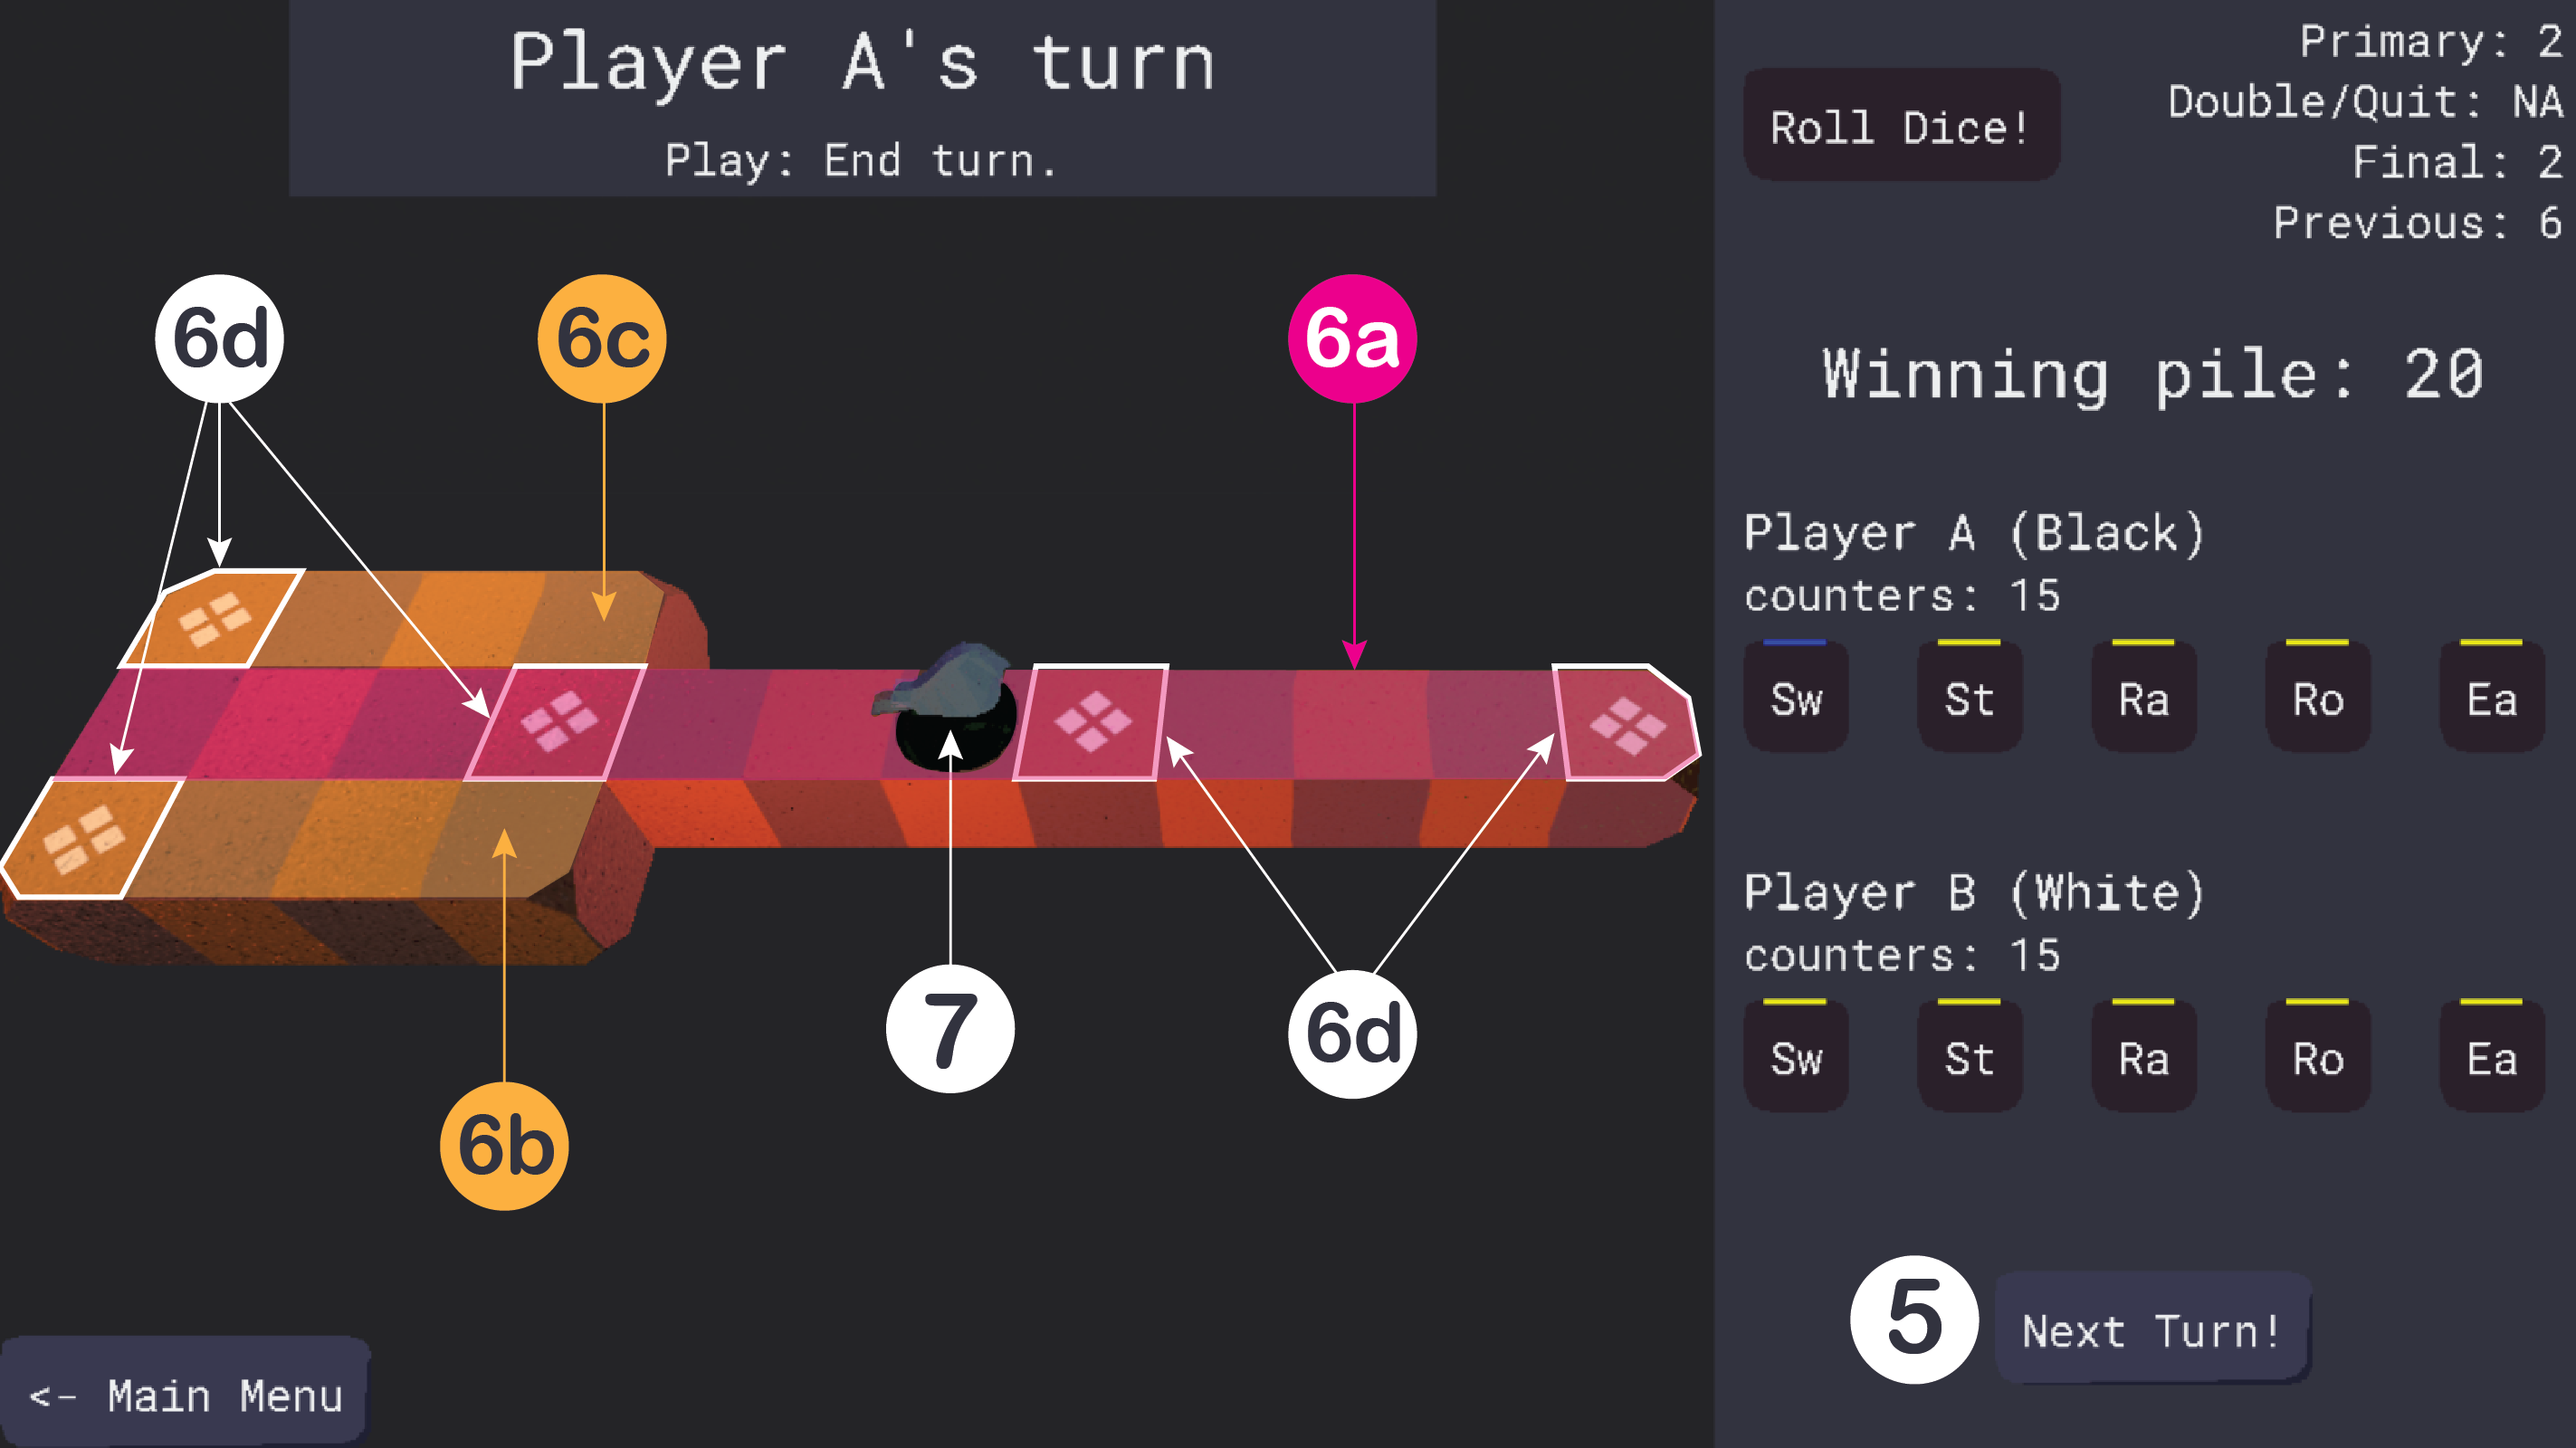 Player A's turn
Play: End turn.
Roll Dice!
Primary: 2
Double/Quit: NA
Final: 2
Previous: 6
6d
6c
6a
Winning pile: 20
Player A (Black)
counters: 15
Sw St Ra Ro Ea
Player B (White)
counters: 15
Sw St Ra Ro Ea
7
6d
6b
5
Next Turn!
<- Main Menu